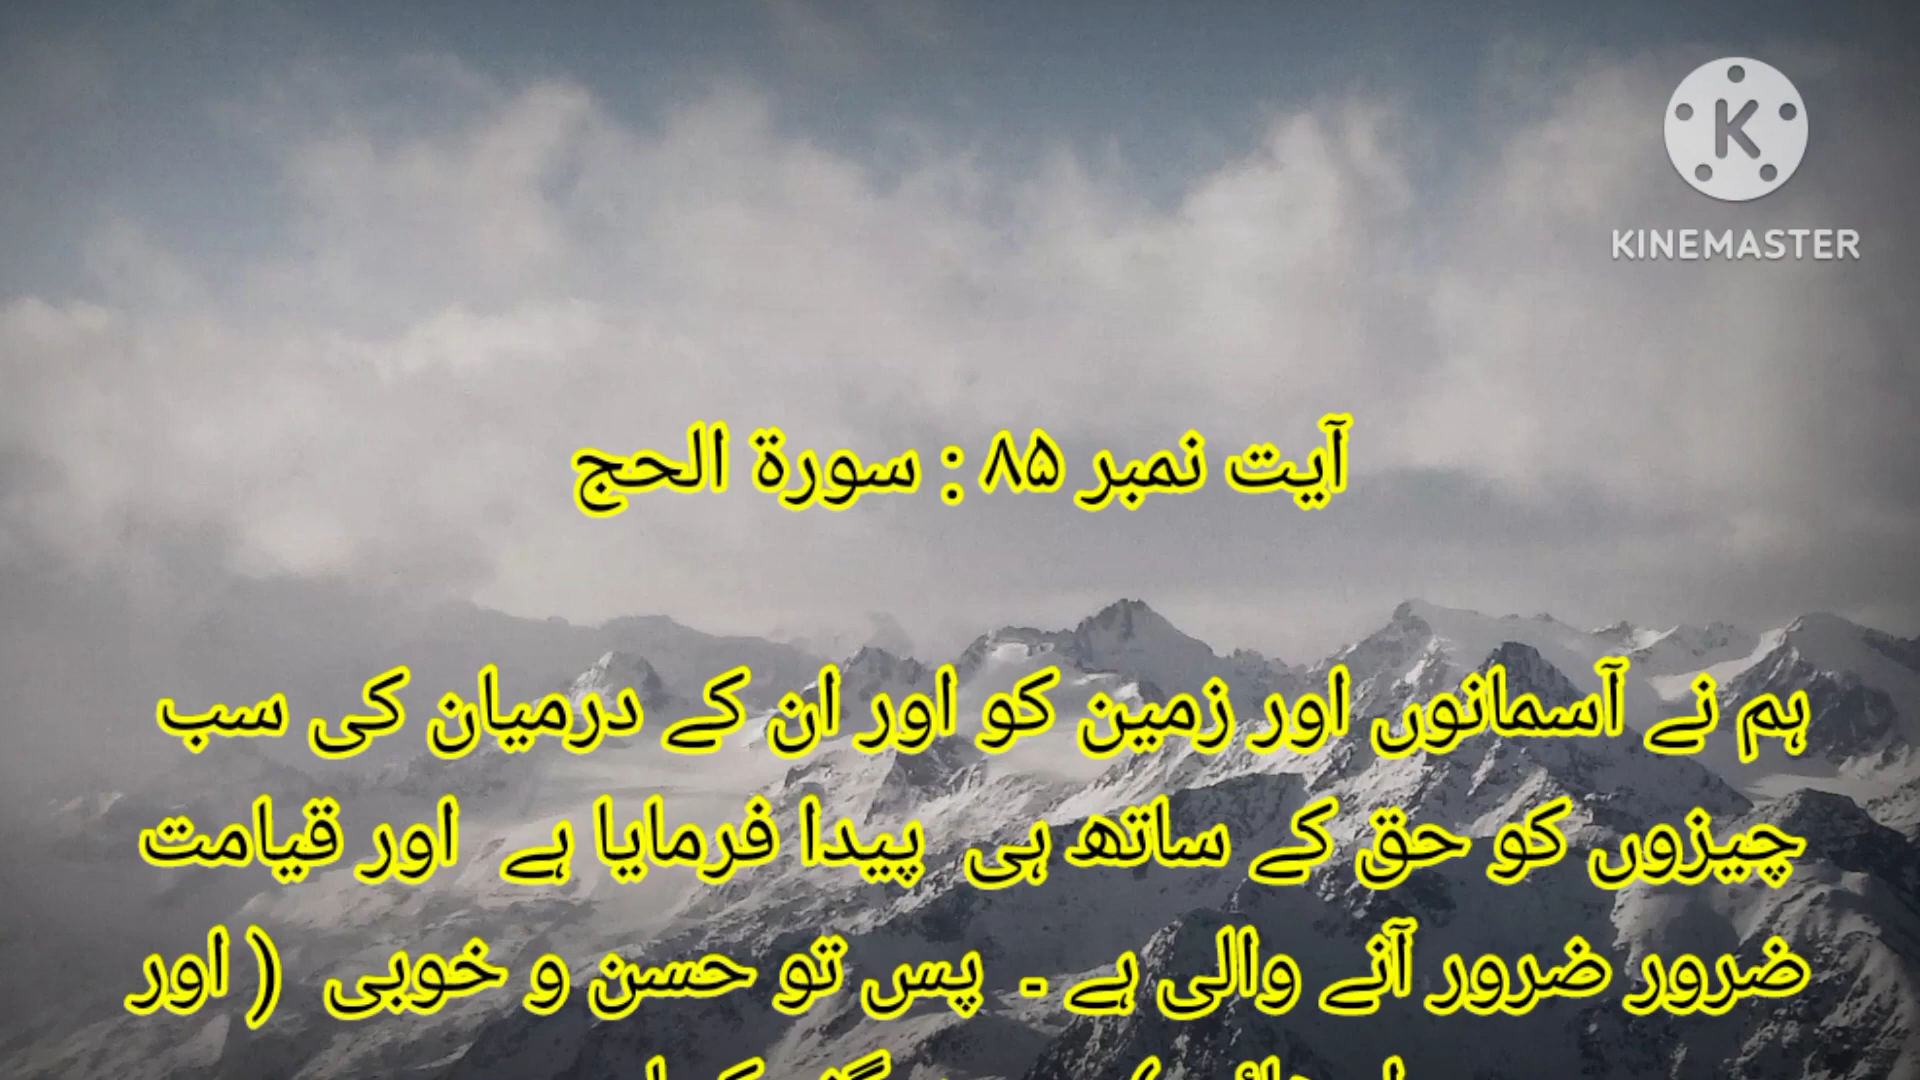 KINEMASTER
آیت نمبر ۸۵ : سورۃ الحج
ہم نے آسمانوں اور زمین کو اور ان کے درمیان کی سب
چیزوں کو حق کے ساتھ ہی پیدا فرمایا ہے اور قیامت
ضرور ضرور آنے والی ہے ۔ پس تو حسن و خوبی ( اور